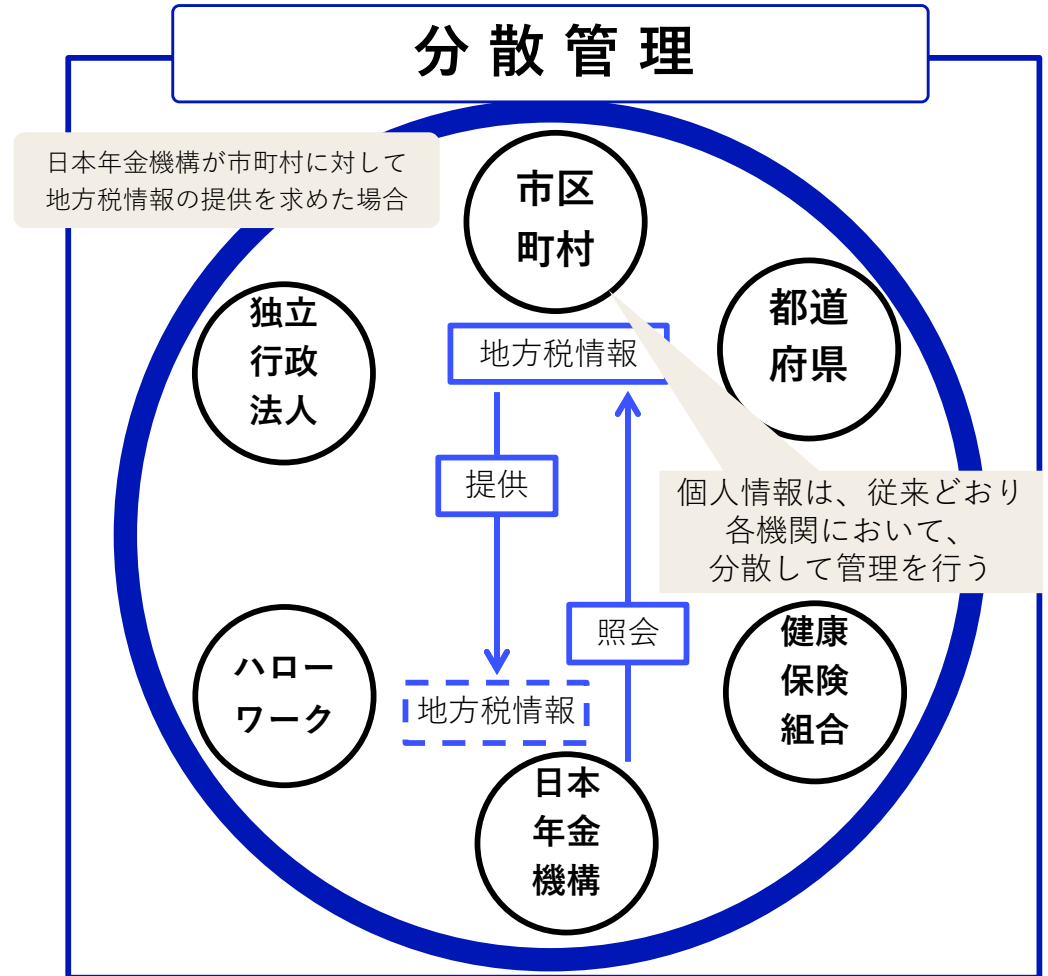 分散管理
日本年金機構が市町村に対して
地方税情報の提供を求めた場合
市区
町村
都道
府県
独立
行政
法人
地方税情報
提供
個人情報は、従来どおり
各機関において、
分散して管理を行う
照会
健康
保険
組合
ハロー
ワーク
地方税情報
日本
年金
機構